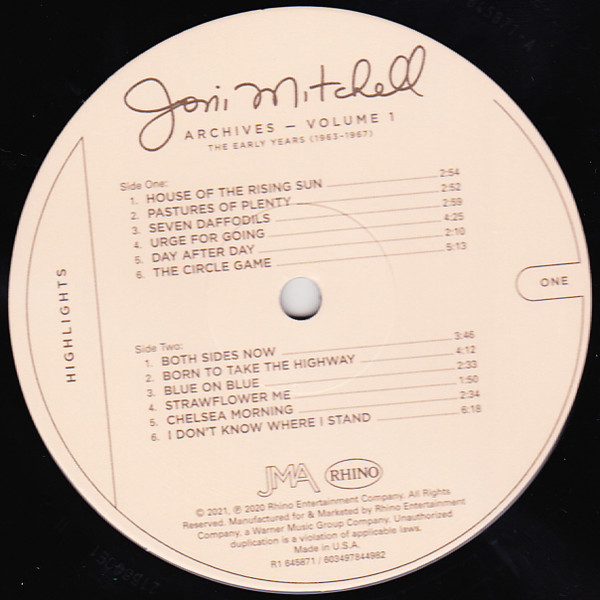 Joni Mitchell
ARCHIVES — VOLUME 1
THE EARLY YEARS (1963-1967)
Side One:
1. HOUSE OF THE RISING SUN 2:54
2. PASTURES OF PLENTY 2:52
3. SEVEN DAFFODILS 2:59
4. URGE FOR GOING 4:25
5. DAY AFTER DAY 2:10
6. THE CIRCLE GAME 5:13
HIGHLIGHTS
ONE
Side Two:
1. BOTH SIDES NOW 3:46
2. BORN TO TAKE THE HIGHWAY 4:12
3. BLUE ON BLUE 2:33
4. STRAWFLOWER ME 1:50
5. CHELSEA MORNING 2:34
6. I DON'T KNOW WHERE I STAND 6:18
JMA RHINO
© 2021, ℗ 2020 Rhino Entertainment Company. All Rights
Reserved. Manufactured for & Marketed by Rhino Entertainment
Company, a Warner Music Group Company. Unauthorized
duplication is a violation of applicable laws.
Made in U.S.A.
R1 645871 / 603497844982